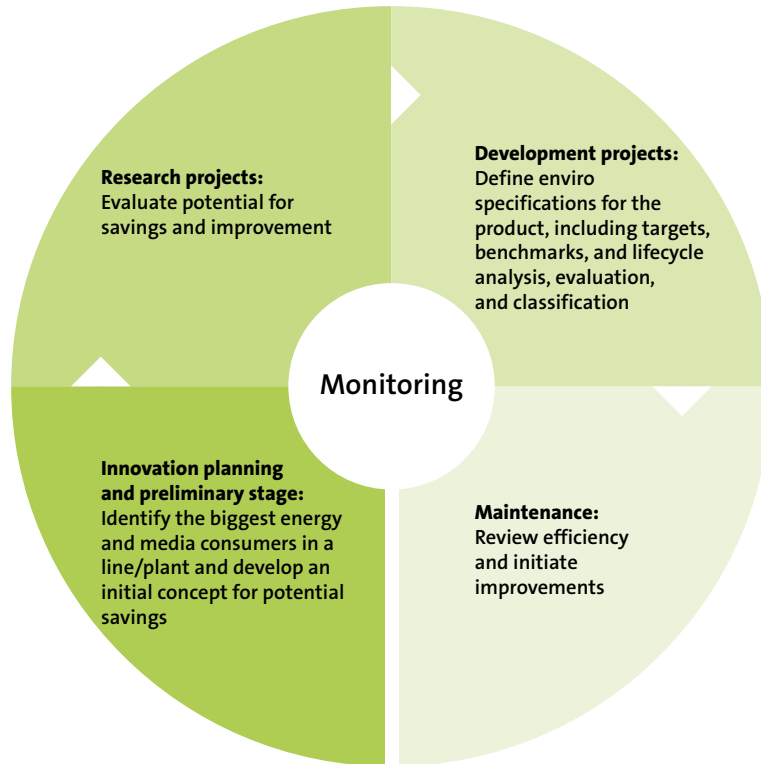 Research projects:
Evaluate potential for
savings and improvement
Development projects:
Define enviro
specifications for the
product, including targets,
benchmarks, and lifecycle
analysis, evaluation,
and classification
Monitoring
Innovation planning
and preliminary stage:
Identify the biggest energy
and media consumers in a
line/plant and develop an
initial concept for potential
savings
Maintenance:
Review efficiency
and initiate
improvements